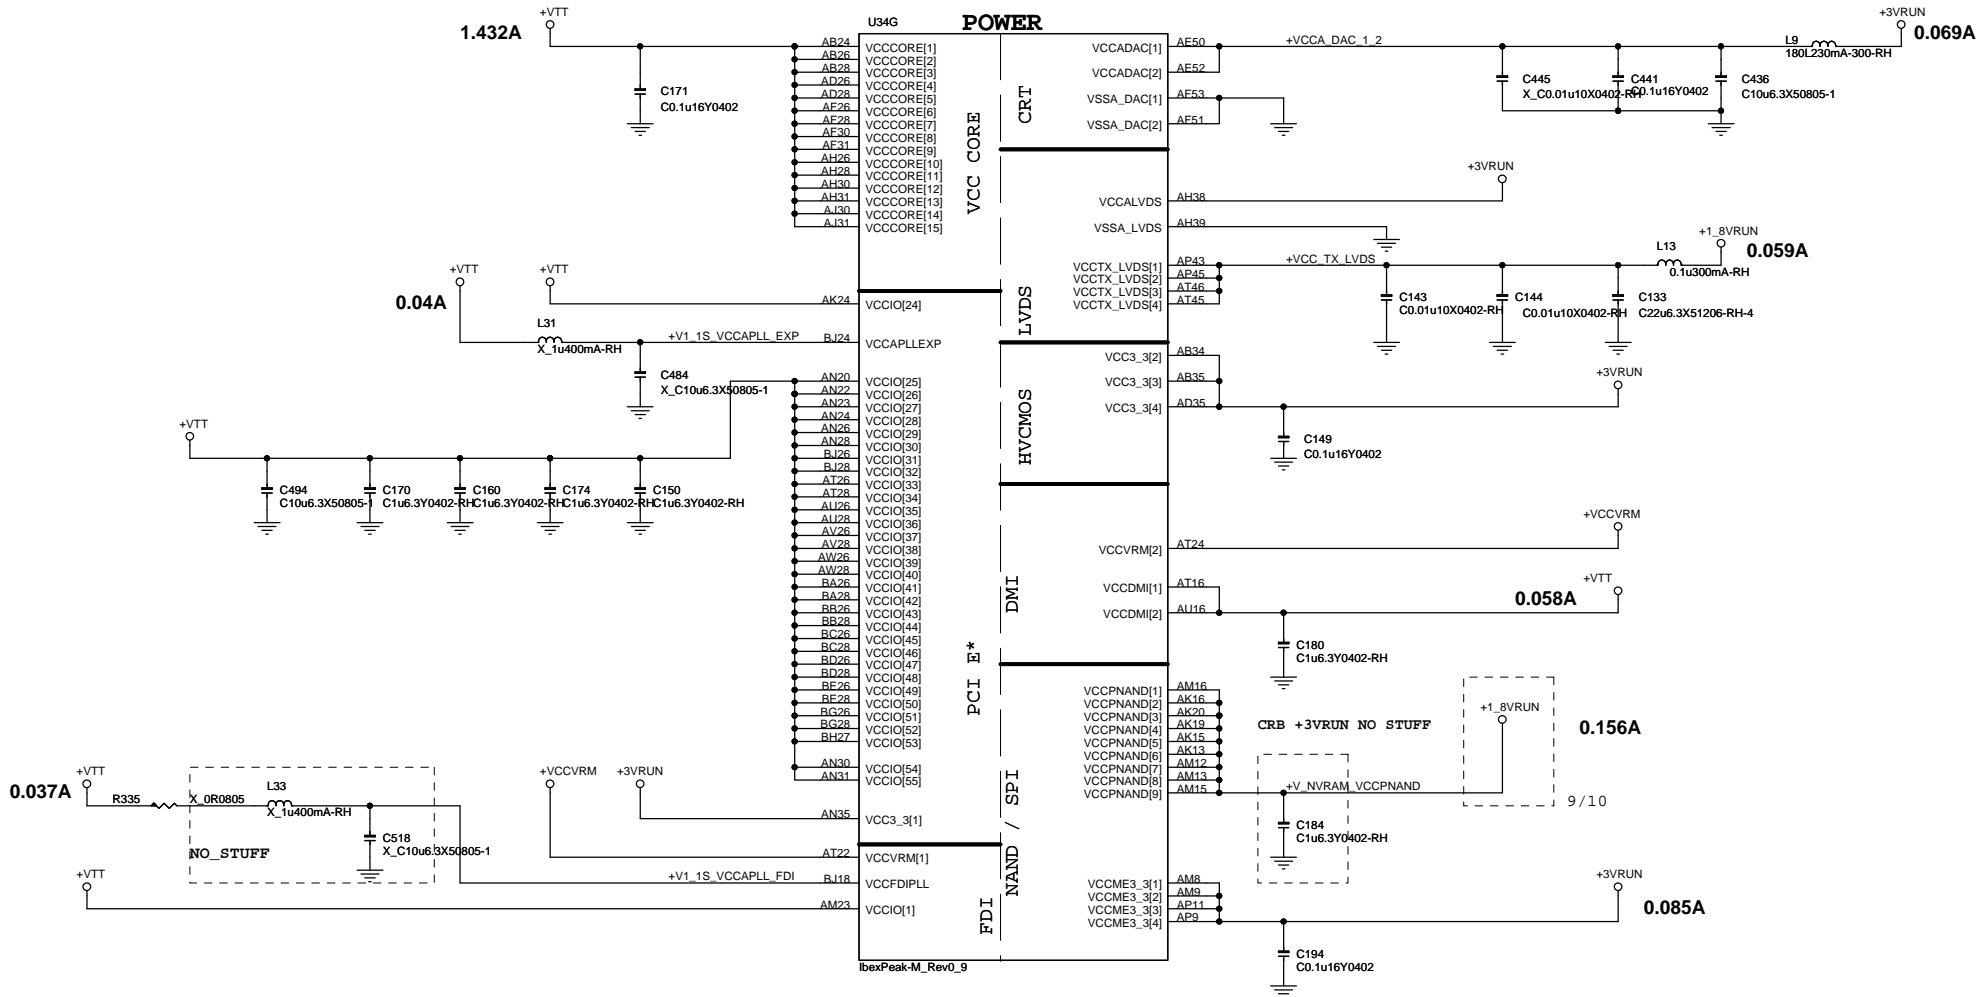 U34G
POWER
+VTT
1.432A
C171
C0.1u16Y0402
AB24 VCCCORE[1]
AB26 VCCCORE[2]
AB28 VCCCORE[3]
AD26 VCCCORE[4]
AD28 VCCCORE[5]
AF26 VCCCORE[6]
AF28 VCCCORE[7]
AF30 VCCCORE[8]
AF31 VCCCORE[9]
AH26 VCCCORE[10]
AH28 VCCCORE[11]
AH30 VCCCORE[12]
AH31 VCCCORE[13]
AJ30 VCCCORE[14]
AJ31 VCCCORE[15]
VCC CORE
+VTT
+VTT
0.04A
AK24 VCCIO[24]
L31
X_1u400mA-RH
+V1_1S_VCCAPLL_EXP
BJ24 VCCAPLLEXP
C484
X_C10u6.3X50805-1
+VTT
C494
C10u6.3X50805-1
C170
C1u6.3Y0402-RH
C160
C1u6.3Y0402-RH
C174
C1u6.3Y0402-RH
C150
C1u6.3Y0402-RH
AN20 VCCIO[25]
AN22 VCCIO[26]
AN23 VCCIO[27]
AN24 VCCIO[28]
AN26 VCCIO[29]
AN28 VCCIO[30]
BJ26 VCCIO[31]
BJ28 VCCIO[32]
AT26 VCCIO[33]
AT28 VCCIO[34]
AU26 VCCIO[35]
AU28 VCCIO[36]
AV26 VCCIO[37]
AV28 VCCIO[38]
AW26 VCCIO[39]
AW28 VCCIO[40]
BA26 VCCIO[41]
BA28 VCCIO[42]
BB26 VCCIO[43]
BB28 VCCIO[44]
BC26 VCCIO[45]
BC28 VCCIO[46]
BD26 VCCIO[47]
BD28 VCCIO[48]
BE26 VCCIO[49]
BE28 VCCIO[50]
BG26 VCCIO[51]
BG28 VCCIO[52]
BH27 VCCIO[53]
AN30 VCCIO[54]
AN31 VCCIO[55]
PCI E*
+VTT
0.037A
R335
X_0R0805
L33
X_1u400mA-RH
C518
X_C10u6.3X50805-1
NO_STUFF
+VCCVRM
+3VRUN
AN35 VCC3_3[1]
AT22 VCCVRM[1]
+V1_1S_VCCAPLL_FDI
BJ18 VCCFDIPLL
+VTT
AM23 VCCIO[1]
FDI
IbexPeak-M_Rev0_9
CRT
VCCADAC[1] AE50
VCCADAC[2] AE52
VSSA_DAC[1] AF53
VSSA_DAC[2] AF51
+VCCA_DAC_1_2
C445
X_C0.01u10X0402-RH
C441
C0.1u16Y0402
C436
C10u6.3X50805-1
L9
180L230mA-300-RH
+3VRUN
0.069A
LVDS
+3VRUN
VCCALVDS AH38
VSSA_LVDS AH39
VCCTX_LVDS[1] AP43
VCCTX_LVDS[2] AP45
VCCTX_LVDS[3] AT46
VCCTX_LVDS[4] AT45
+VCC_TX_LVDS
C143
C0.01u10X0402-RH
C144
C0.01u10X0402-RH
C133
C22u6.3X51206-RH-4
L13
0.1u300mA-RH
+1_8VRUN
0.059A
HVCMOS
VCC3_3[2] AB34
VCC3_3[3] AB35
VCC3_3[4] AD35
C149
C0.1u16Y0402
+3VRUN
DMI
+VCCVRM
VCCVRM[2] AT24
VCCDMI[1] AT16
VCCDMI[2] AU16
+VTT
0.058A
C180
C1u6.3Y0402-RH
NAND / SPI
VCCPNAND[1] AM16
VCCPNAND[2] AK16
VCCPNAND[3] AK20
VCCPNAND[4] AK19
VCCPNAND[5] AK15
VCCPNAND[6] AK13
VCCPNAND[7] AM12
VCCPNAND[8] AM13
VCCPNAND[9] AM15
CRB +3VRUN NO STUFF
+V_NVRAM_VCCPNAND
C184
C1u6.3Y0402-RH
+1_8VRUN
0.156A
9/10
VCCME3_3[1] AM8
VCCME3_3[2] AM9
VCCME3_3[3] AP11
VCCME3_3[4] AP9
+3VRUN
0.085A
C194
C0.1u16Y0402